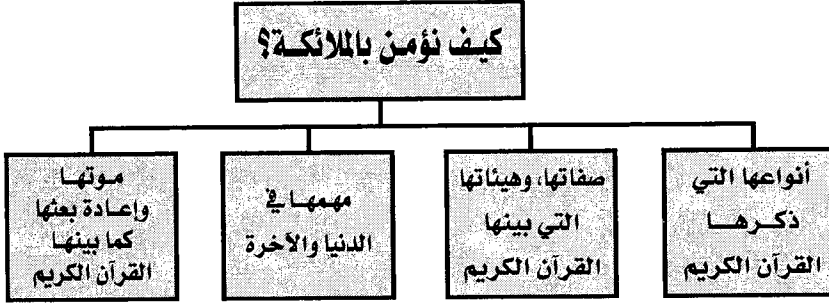 كيف نؤمن بالملائكة؟
أنواعها التي
ذكرها
القرآن الكريم
صفاتها، وهيئاتها
التي بينها
القرآن الكريم
مهمها في
الدنيا والآخرة
موتها
وإعادة بعثها
كما بينها
القرآن الكريم